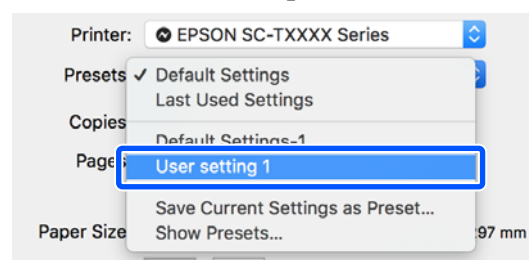 Printer: EPSON SC-TXXXX Series
Presets ✓ Default Settings
Last Used Settings
Copies
Default Settings-1
Pages
User setting 1
Save Current Settings as Preset...
Paper Size Show Presets... 97 mm